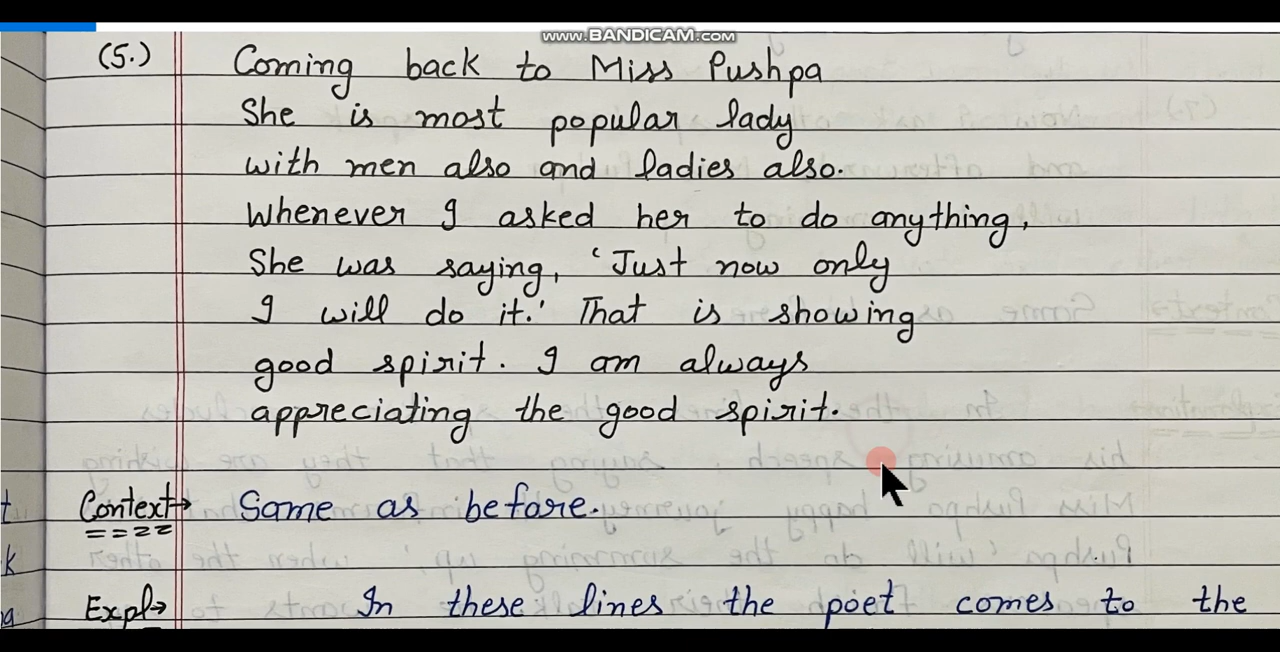 www.BANDICAM.com
(5.) Coming back to Miss Pushpa
She is most popular lady
with men also and ladies also.
Whenever I asked her to do anything,
She was saying, 'Just now only
I will do it.' That is showing
good spirit. I am always
appreciating the good spirit.
Context→ Same as before.
Expl→ In these lines the poet comes to the